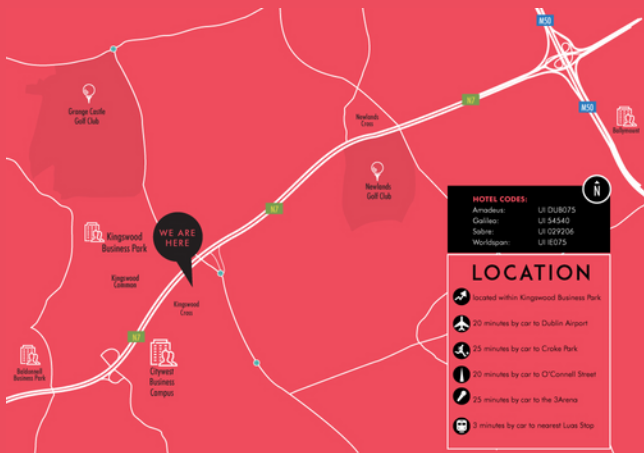 M50
N7
M50
Ballymount
Grange Castle
Golf Club
Newlands
Cross
Newlands
Golf Club
N7
WE ARE
HERE
Kingswood
Business Park
Kingswood
Common
Kingswood
Cross
N7
Citywest
Business
Campus
Baldonnell
Business Park
N
HOTEL CODES:
Amadeus: UI DUB075
Galileo: UI 54540
Sabre: UI 029206
Worldspan: UI IE075
LOCATION
located within Kingswood Business Park
20 minutes by car to Dublin Airport
25 minutes by car to Croke Park
20 minutes by car to O'Connell Street
25 minutes by car to the 3Arena
3 minutes by car to nearest Luas Stop